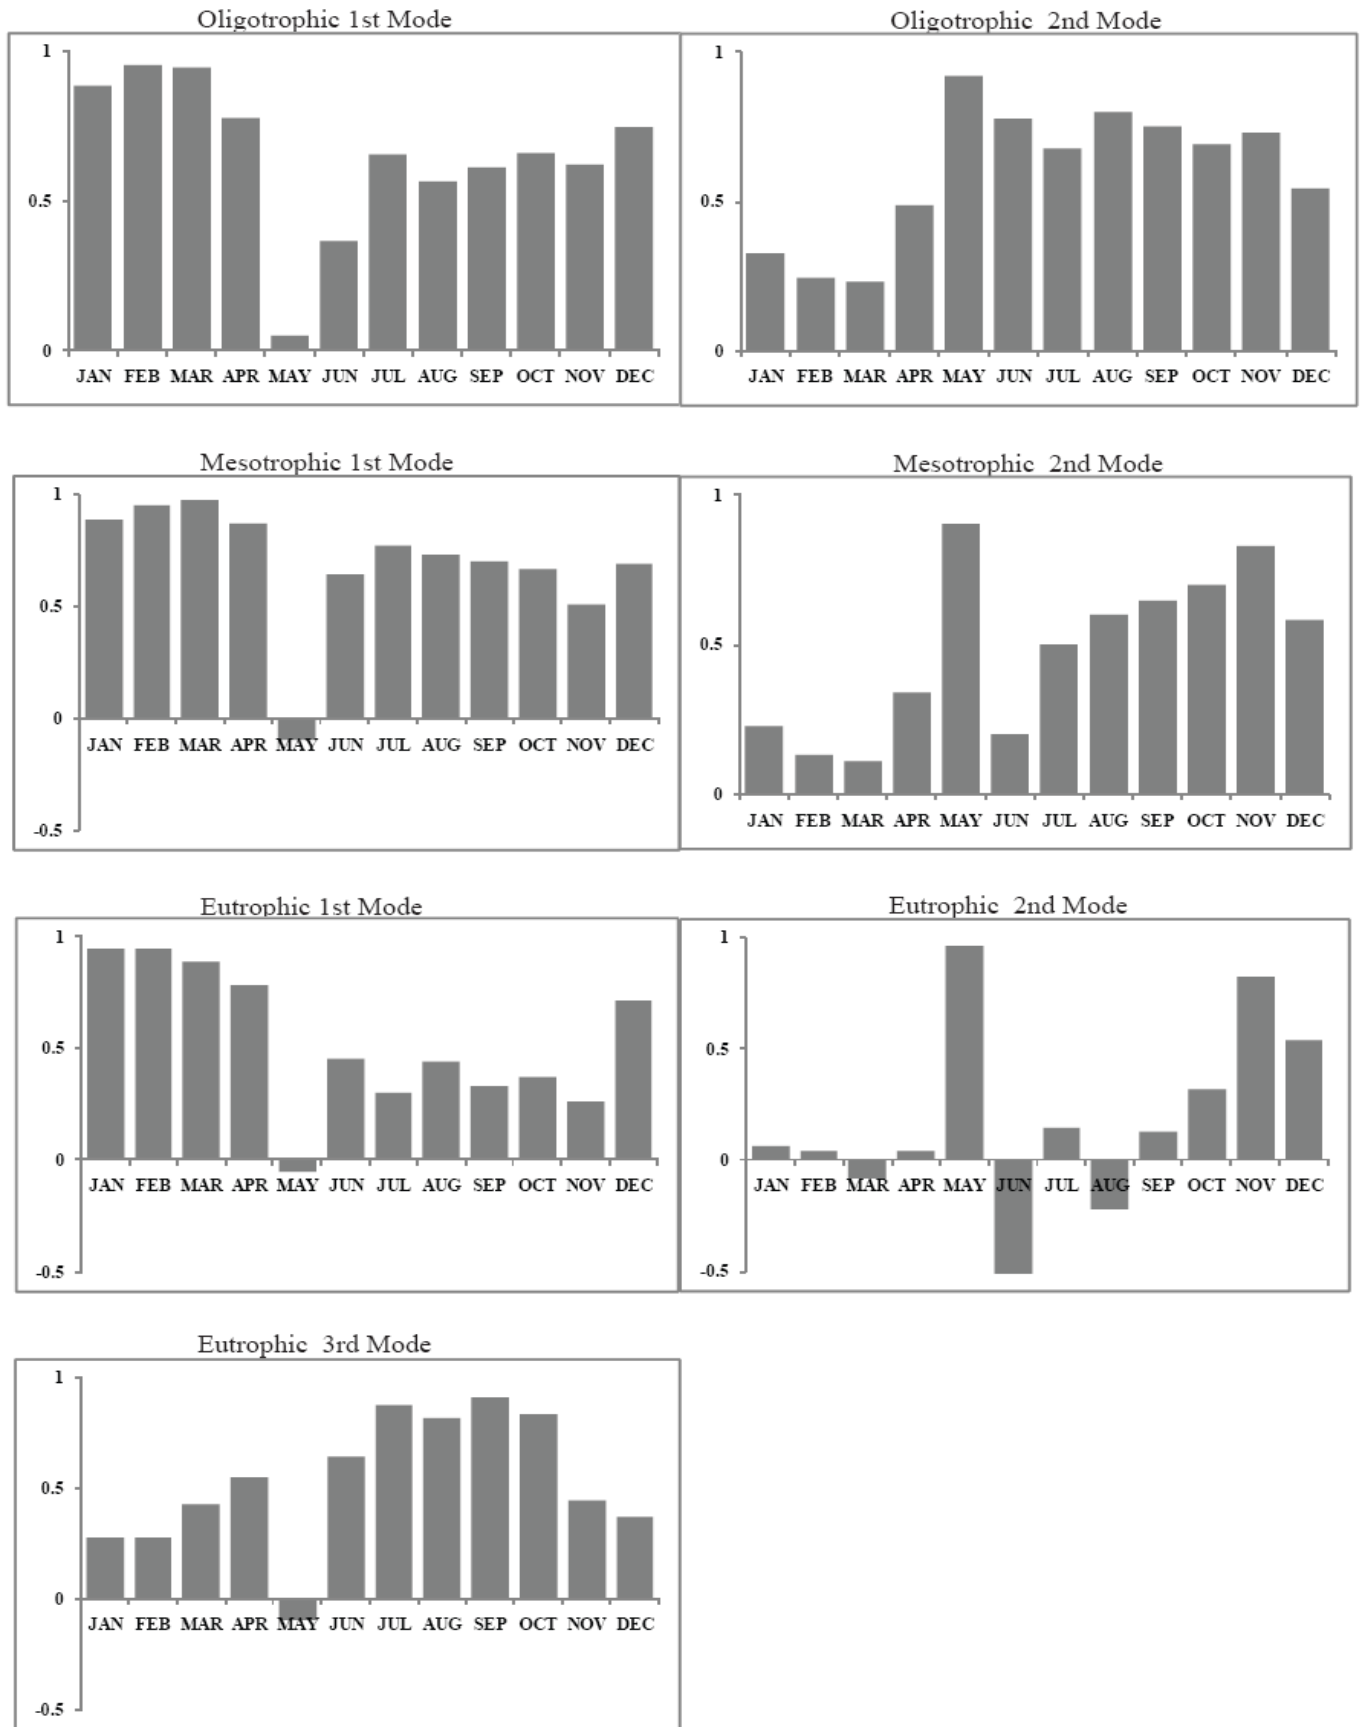 Oligotrophic 1st Mode
1
0.5
0
JAN FEB MAR APR MAY JUN JUL AUG SEP OCT NOV DEC
Oligotrophic 2nd Mode
1
0.5
0
JAN FEB MAR APR MAY JUN JUL AUG SEP OCT NOV DEC
Mesotrophic 1st Mode
1
0.5
0
JAN FEB MAR APR MAY JUN JUL AUG SEP OCT NOV DEC
-0.5
Mesotrophic 2nd Mode
1
0.5
0
JAN FEB MAR APR MAY JUN JUL AUG SEP OCT NOV DEC
Eutrophic 1st Mode
1
0.5
0
JAN FEB MAR APR MAY JUN JUL AUG SEP OCT NOV DEC
-0.5
Eutrophic 2nd Mode
1
0.5
0
JAN FEB MAR APR MAY JUN JUL AUG SEP OCT NOV DEC
-0.5
Eutrophic 3rd Mode
1
0.5
0
JAN FEB MAR APR MAY JUN JUL AUG SEP OCT NOV DEC
-0.5